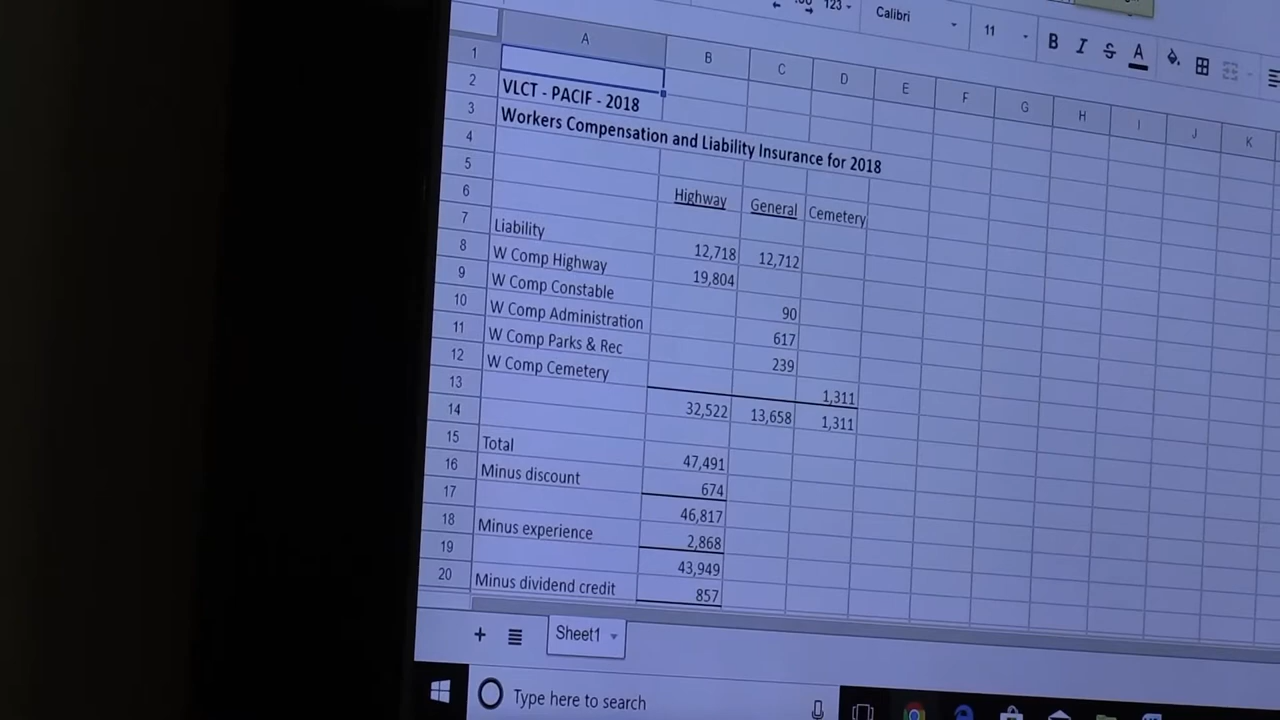 123
Calibri
11
B I S A
A B C D E F G H I J K
1
2 VLCT - PACIF - 2018
3 Workers Compensation and Liability Insurance for 2018
4
5
6 Highway General Cemetery
7 Liability 12,718 12,712
8 W Comp Highway 19,804
9 W Comp Constable 90
10 W Comp Administration 617
11 W Comp Parks & Rec 239
12 W Comp Cemetery 1,311
13 32,522 13,658 1,311
14
15 Total 47,491
16 Minus discount 674
17 46,817
18 Minus experience 2,868
19 43,949
20 Minus dividend credit 857
+ Sheet1
Type here to search